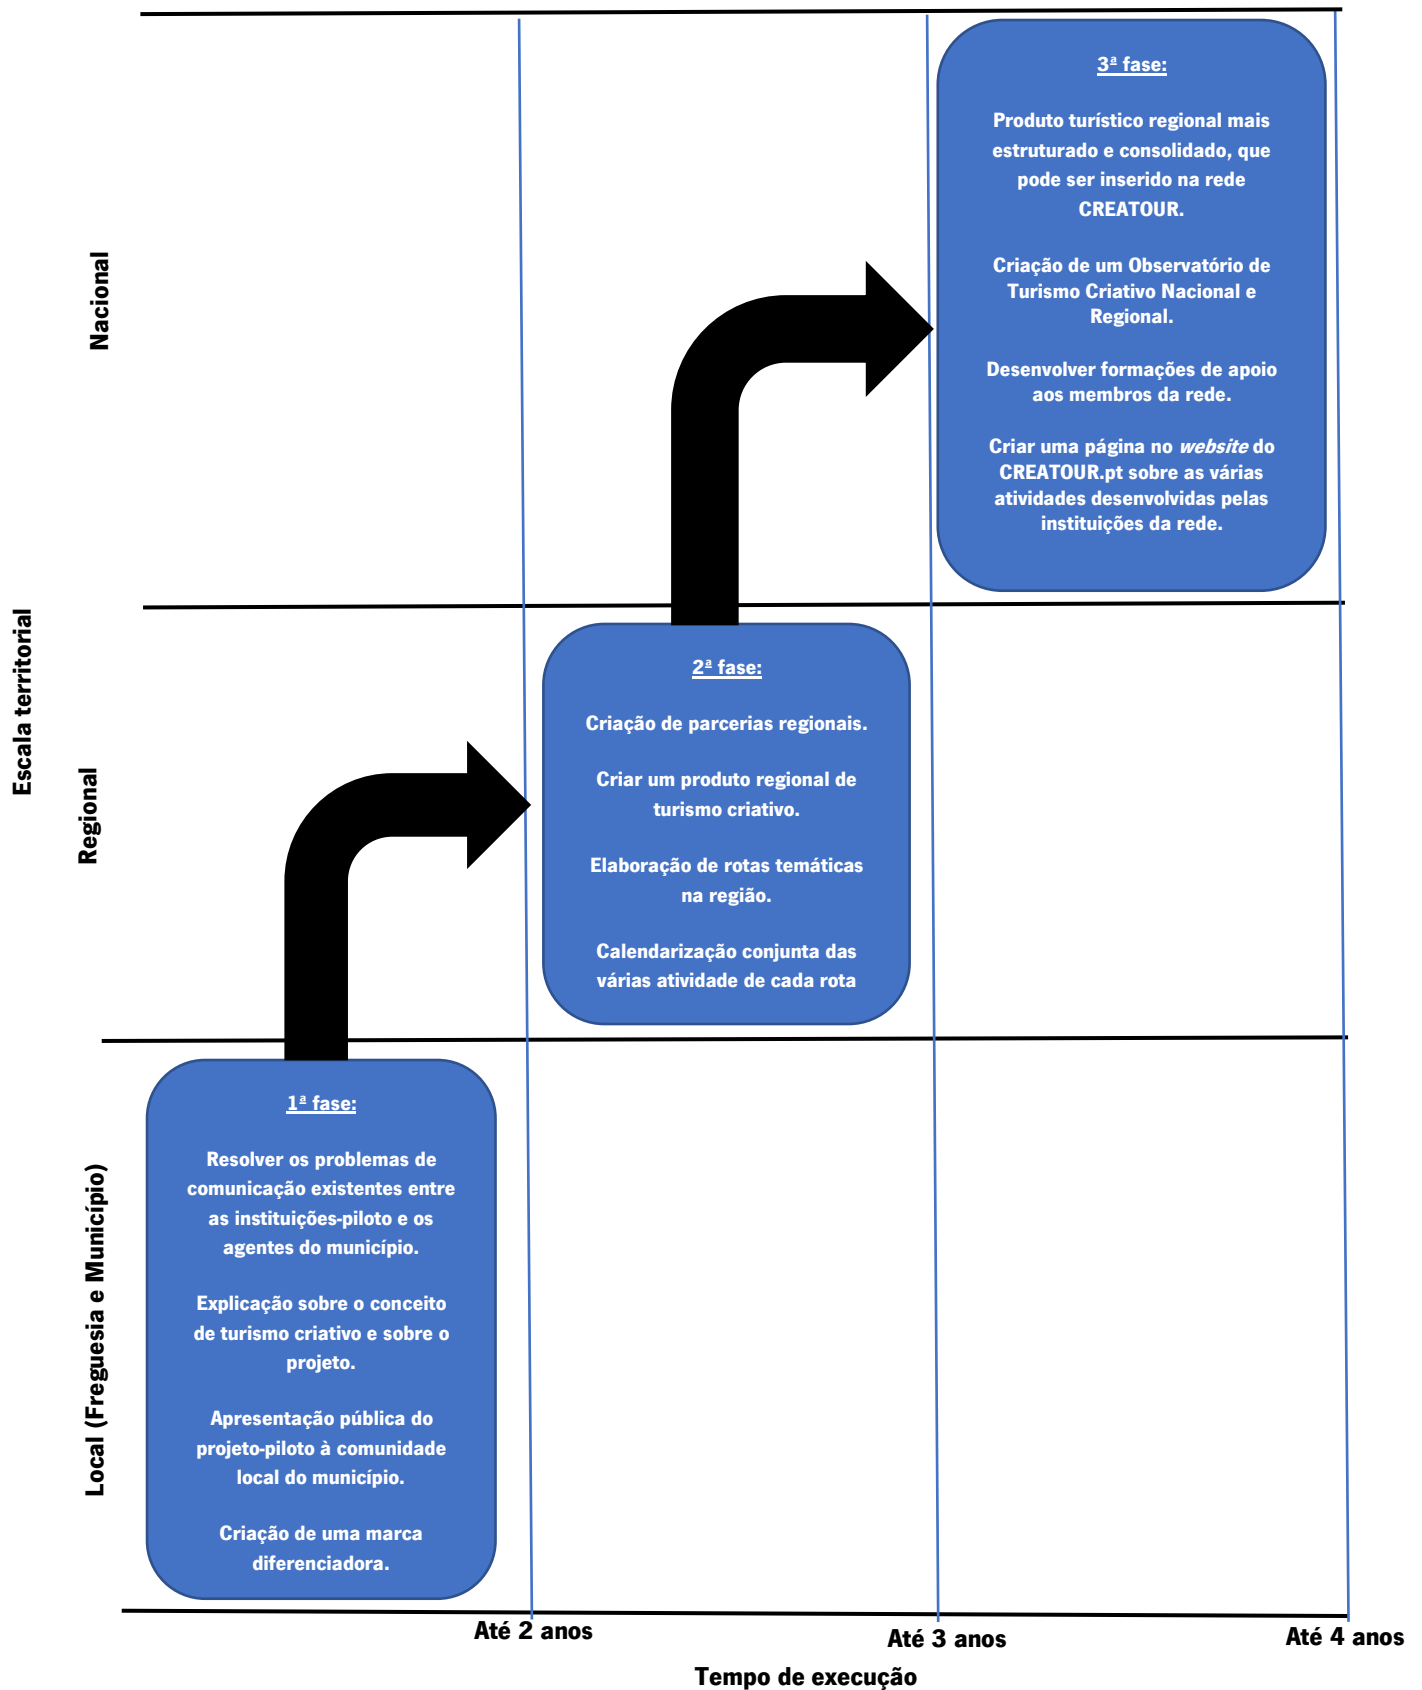 3ª fase:
Produto turístico regional mais
estruturado e consolidado, que
pode ser inserido na rede
CREATOUR.
Criação de um Observatório de
Turismo Criativo Nacional e
Regional.
Desenvolver formações de apoio
aos membros da rede.
Criar uma página no website do
CREATOUR.pt sobre as várias
atividades desenvolvidas pelas
instituições da rede.
Nacional
Escala territorial
2ª fase:
Criação de parcerias regionais.
Criar um produto regional de
turismo criativo.
Elaboração de rotas temáticas
na região.
Calendarização conjunta das
várias atividade de cada rota
Regional
1ª fase:
Resolver os problemas de
comunicação existentes entre
as instituições-piloto e os
agentes do município.
Explicação sobre o conceito
de turismo criativo e sobre o
projeto.
Apresentação pública do
projeto-piloto à comunidade
local do município.
Criação de uma marca
diferenciadora.
Local (Freguesia e Município)
Até 2 anos
Até 3 anos
Até 4 anos
Tempo de execução